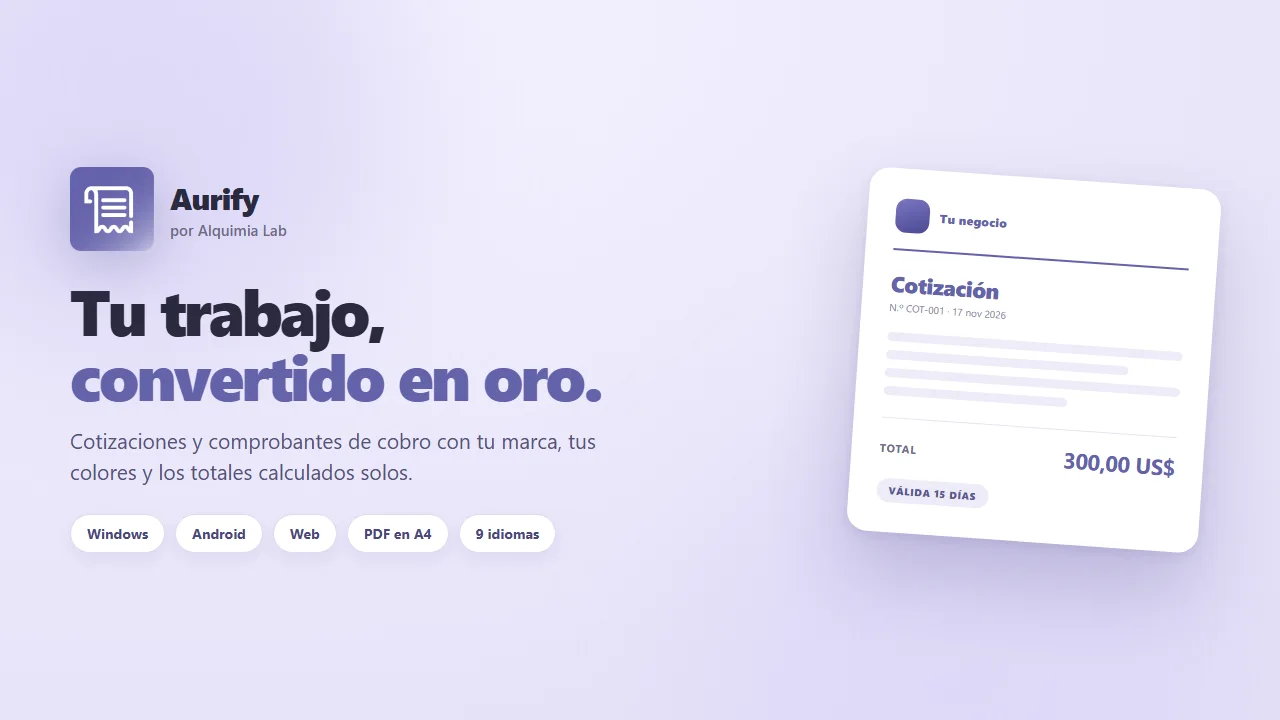 Aurify
por Alquimia Lab
Tu trabajo,
convertido en oro.
Cotizaciones y comprobantes de cobro con tu marca, tus
colores y los totales calculados solos.
Windows
Android
Web
PDF en A4
9 idiomas
Tu negocio
Cotización
N.º COT-001 · 17 nov 2026
TOTAL
300,00 US$
VÁLIDA 15 DÍAS